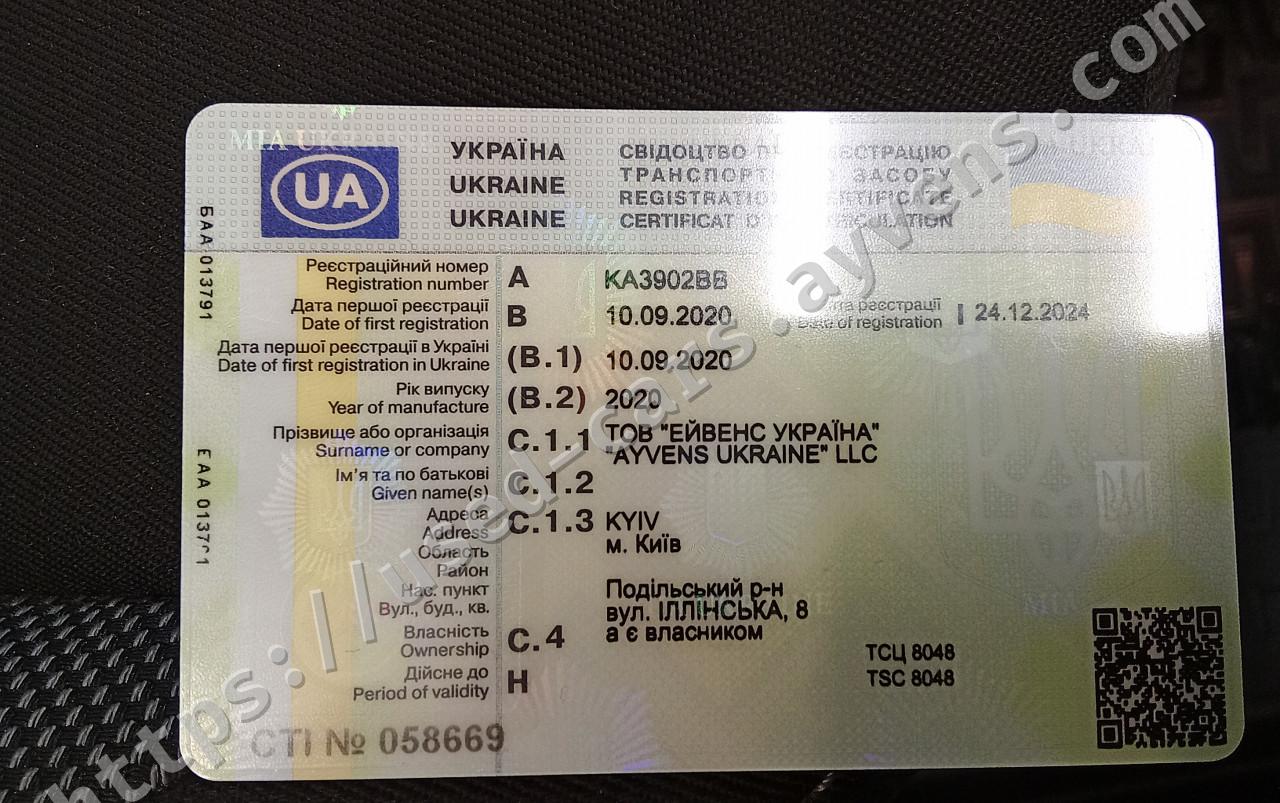 MIA UKRAINE
UA
УКРАЇНА
UKRAINE
UKRAINE
СВІДОЦТВО ЕСТРАЦІЮ
ТРАНСПОРТ ЗАСОБУ
REGISTRATION CERTIFICATE
CERTIFICAT D'
БАА 013791
ЕАА 013791
Реєстраційний номер
Registration number
A KA3902BB
Дата першої реєстрації
Date of first registration
B 10.09.2020
реєстрації
Date of registration
I 24.12.2024
Дата першої реєстрації в Україні
Date of first registration in Ukraine
(B.1) 10.09.2020
Рік випуску
Year of manufacture
(B.2) 2020
Прізвище або організація
Surname or company
C.1.1 ТОВ "ЕЙВЕНС УКРАЇНА"
"AYVENS UKRAINE" LLC
Ім'я та по батькові
Given name(s)
C.1.2
Адреса
Address
C.1.3 KYIV
м. Київ
Область
Район
Нас. пункт
Вул., буд., кв.
Подільський р-н
вул. ІЛЛІНСЬКА, 8
Власність
Ownership
C.4 а є власником
Дійсне до
Period of validity
H
ТСЦ 8048
TSC 8048
СТІ № 058669
https://used-cars.ayvens.com